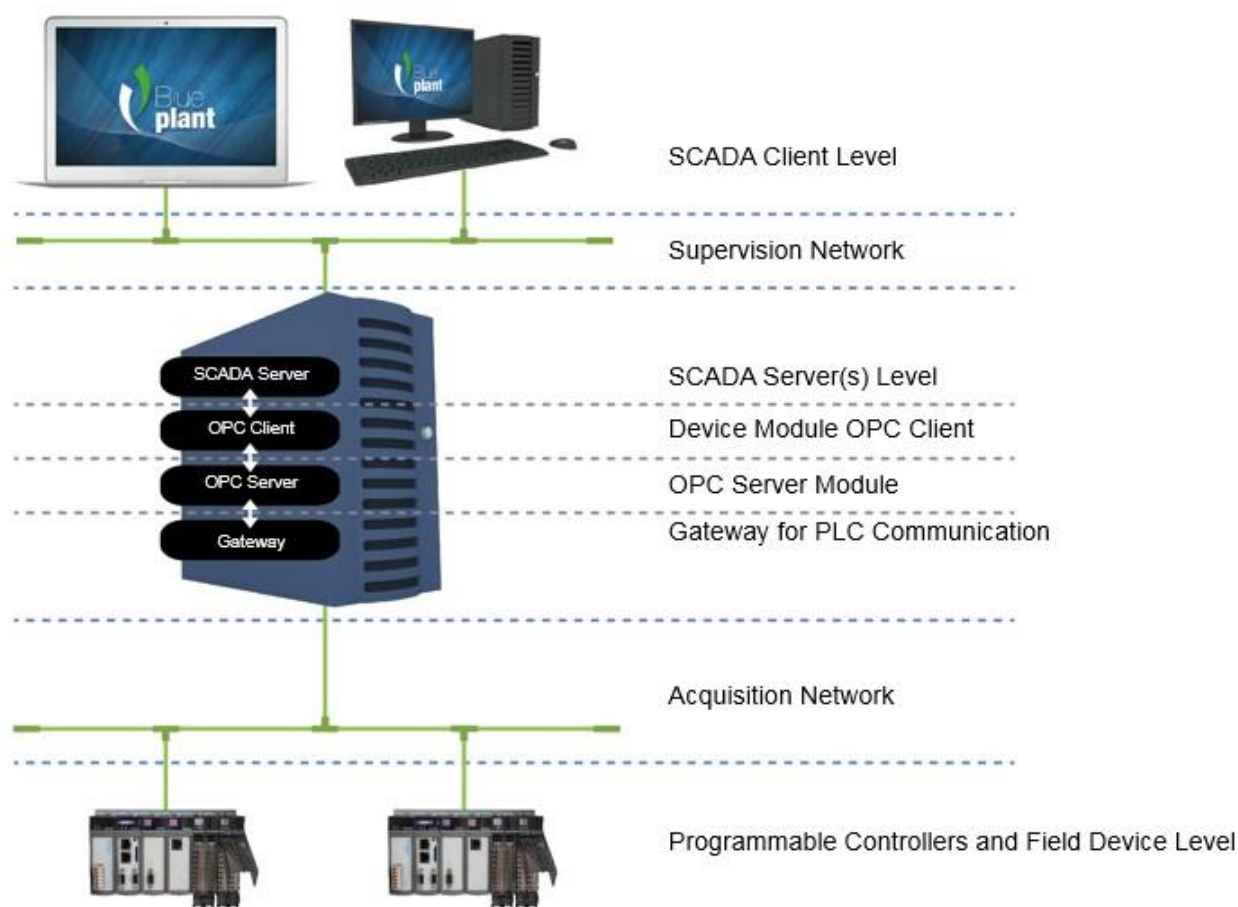 Blue
plant
Blue
plant
SCADA Client Level
Supervision Network
SCADA Server
SCADA Server(s) Level
OPC Client
Device Module OPC Client
OPC Server
OPC Server Module
Gateway
Gateway for PLC Communication
Acquisition Network
Programmable Controllers and Field Device Level